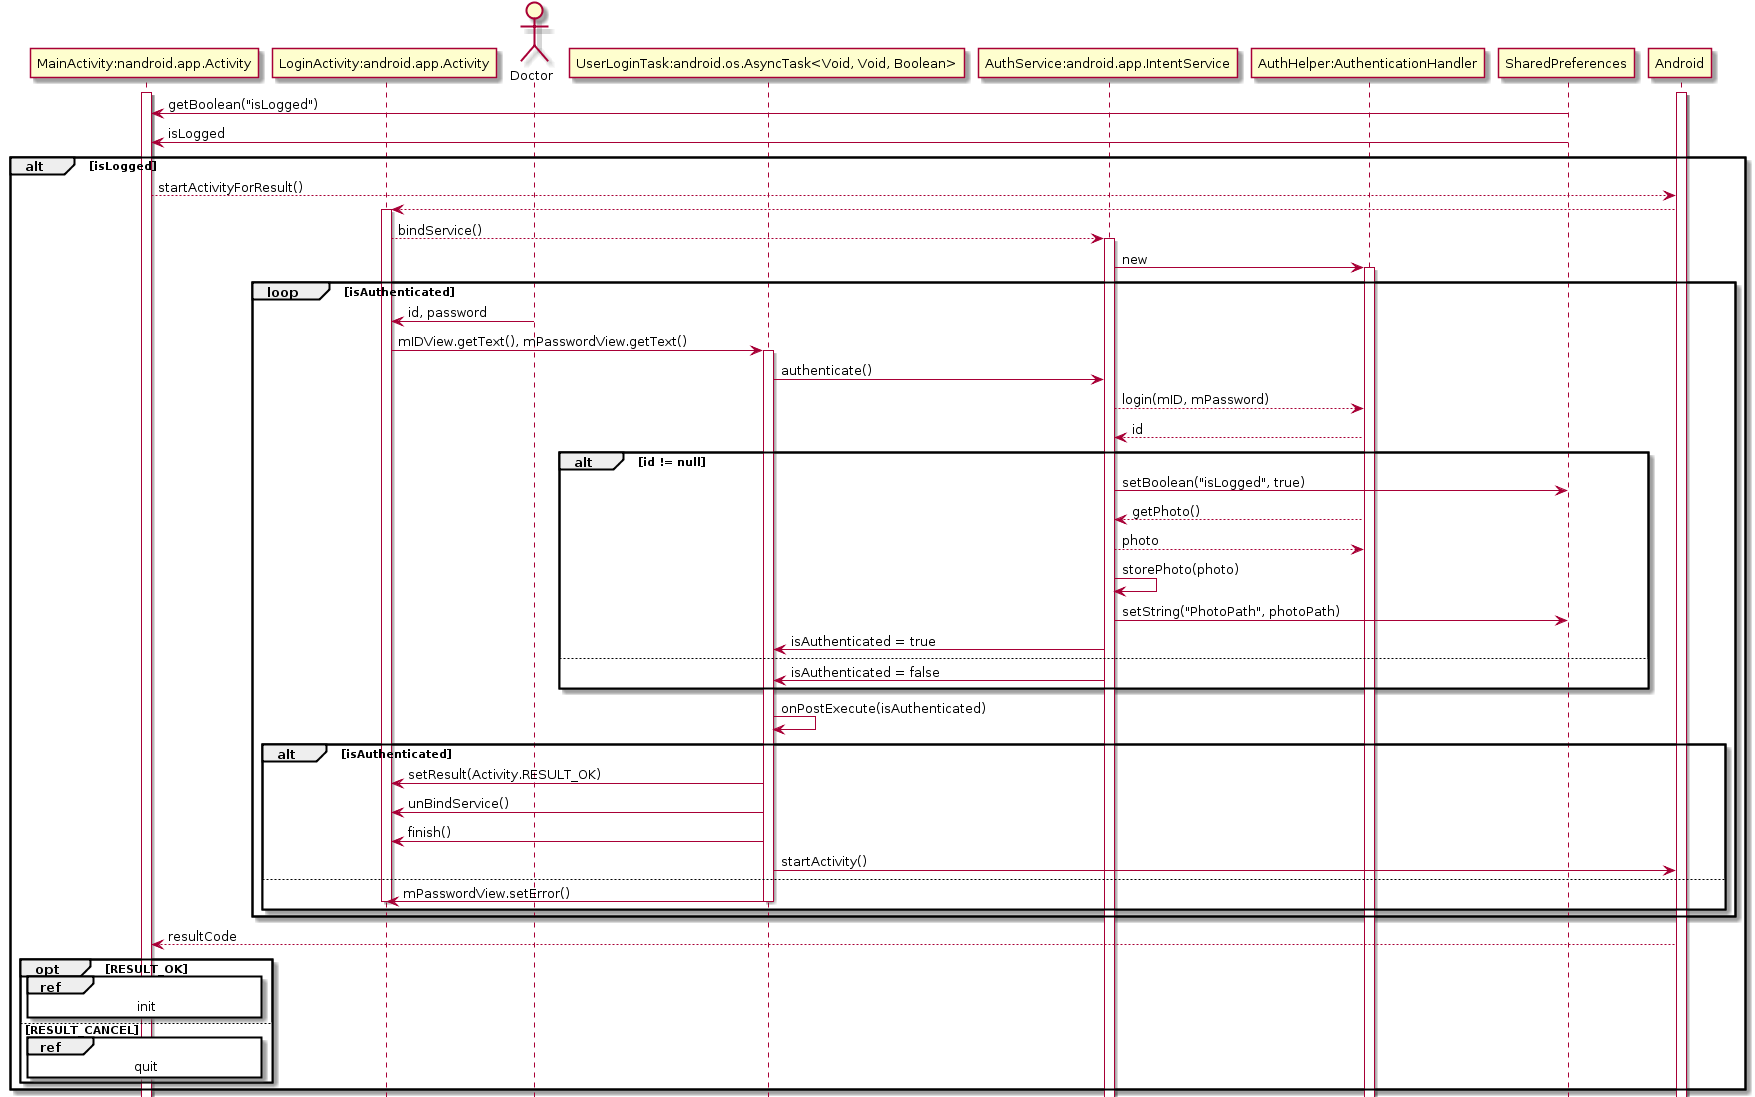 MainActivity:nandroid.app.Activity
LoginActivity:android.app.Activity
Doctor
UserLoginTask:android.os.AsyncTask<Void, Void, Boolean>
AuthService:android.app.IntentService
AuthHelper:AuthenticationHandler
SharedPreferences
Android
getBoolean("isLogged")
isLogged
alt [isLogged]
startActivityForResult()
bindService()
new
loop [isAuthenticated]
id, password
mIDView.getText(), mPasswordView.getText()
authenticate()
login(mID, mPassword)
id
alt [id != null]
setBoolean("isLogged", true)
getPhoto()
photo
storePhoto(photo)
setString("PhotoPath", photoPath)
isAuthenticated = true
isAuthenticated = false
onPostExecute(isAuthenticated)
alt [isAuthenticated]
setResult(Activity.RESULT_OK)
unBindService()
finish()
startActivity()
mPasswordView.setError()
resultCode
opt [RESULT_OK]
ref
init
[RESULT_CANCEL]
ref
quit